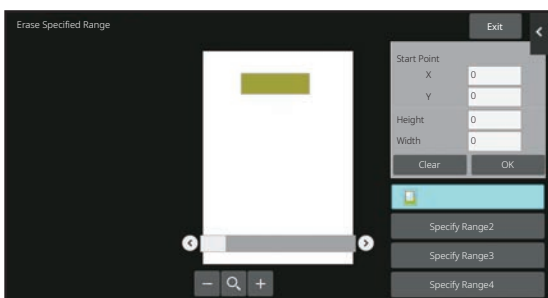 Erase Specified Range
Exit
Start Point
X 0
Y 0
Height 0
Width 0
Clear OK
Specify Range2
Specify Range3
Specify Range4